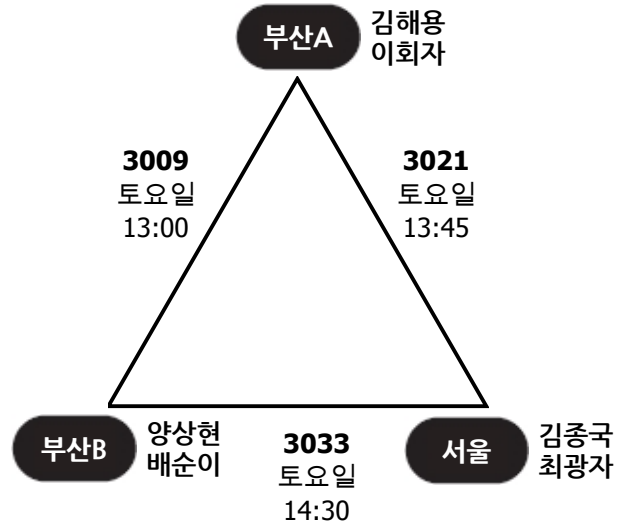 부산A
김해용
이회자
3009
토요일
13:00
3021
토요일
13:45
부산B
양상현
배순이
3033
토요일
14:30
서울
김종국
최광자